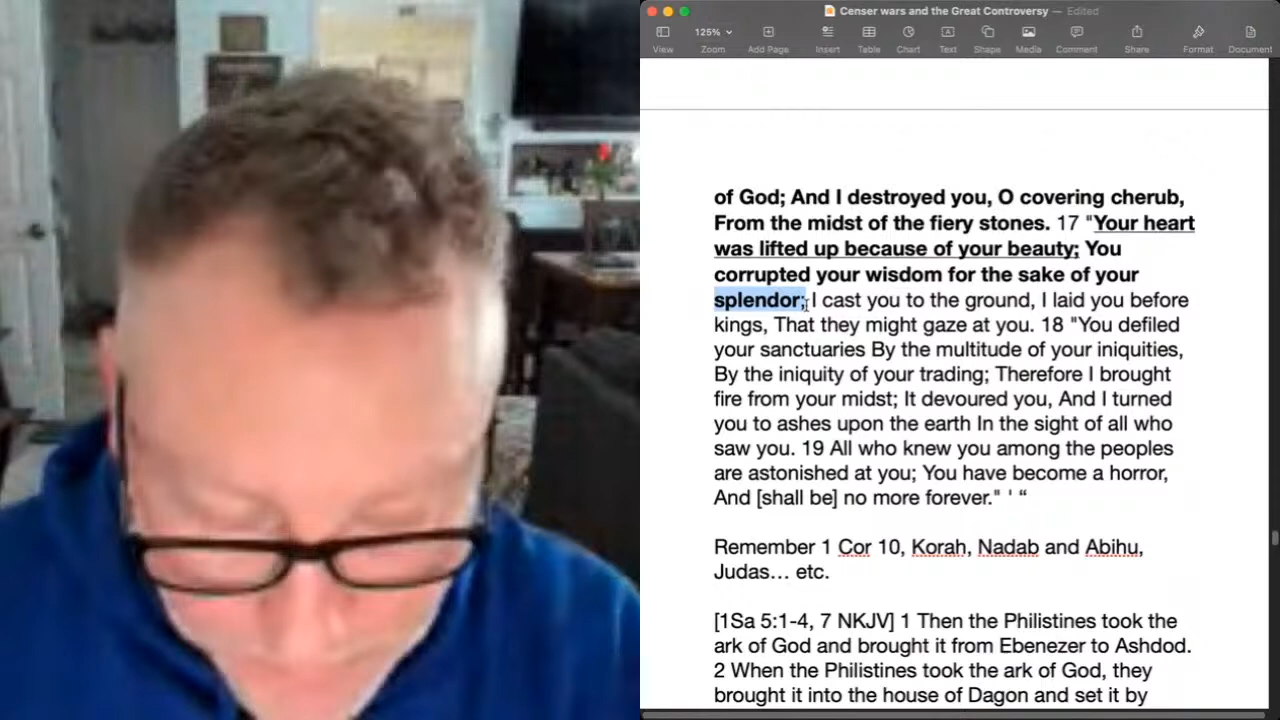 Censer wars and the Great Controversy — Edited
125%
View
Zoom
Add Page
Insert
Table
Chart
Text
Shape
Media
Comment
Share
Format
Document
of God; And I destroyed you, O covering cherub,
From the midst of the fiery stones. 17 "Your heart
was lifted up because of your beauty; You
corrupted your wisdom for the sake of your
splendor; I cast you to the ground, I laid you before
kings, That they might gaze at you. 18 "You defiled
your sanctuaries By the multitude of your iniquities,
By the iniquity of your trading; Therefore I brought
fire from your midst; It devoured you, And I turned
you to ashes upon the earth In the sight of all who
saw you. 19 All who knew you among the peoples
are astonished at you; You have become a horror,
And [shall be] no more forever." ' “
Remember 1 Cor 10, Korah, Nadab and Abihu,
Judas… etc.
[1Sa 5:1-4, 7 NKJV] 1 Then the Philistines took the
ark of God and brought it from Ebenezer to Ashdod.
2 When the Philistines took the ark of God, they
brought it into the house of Dagon and set it by